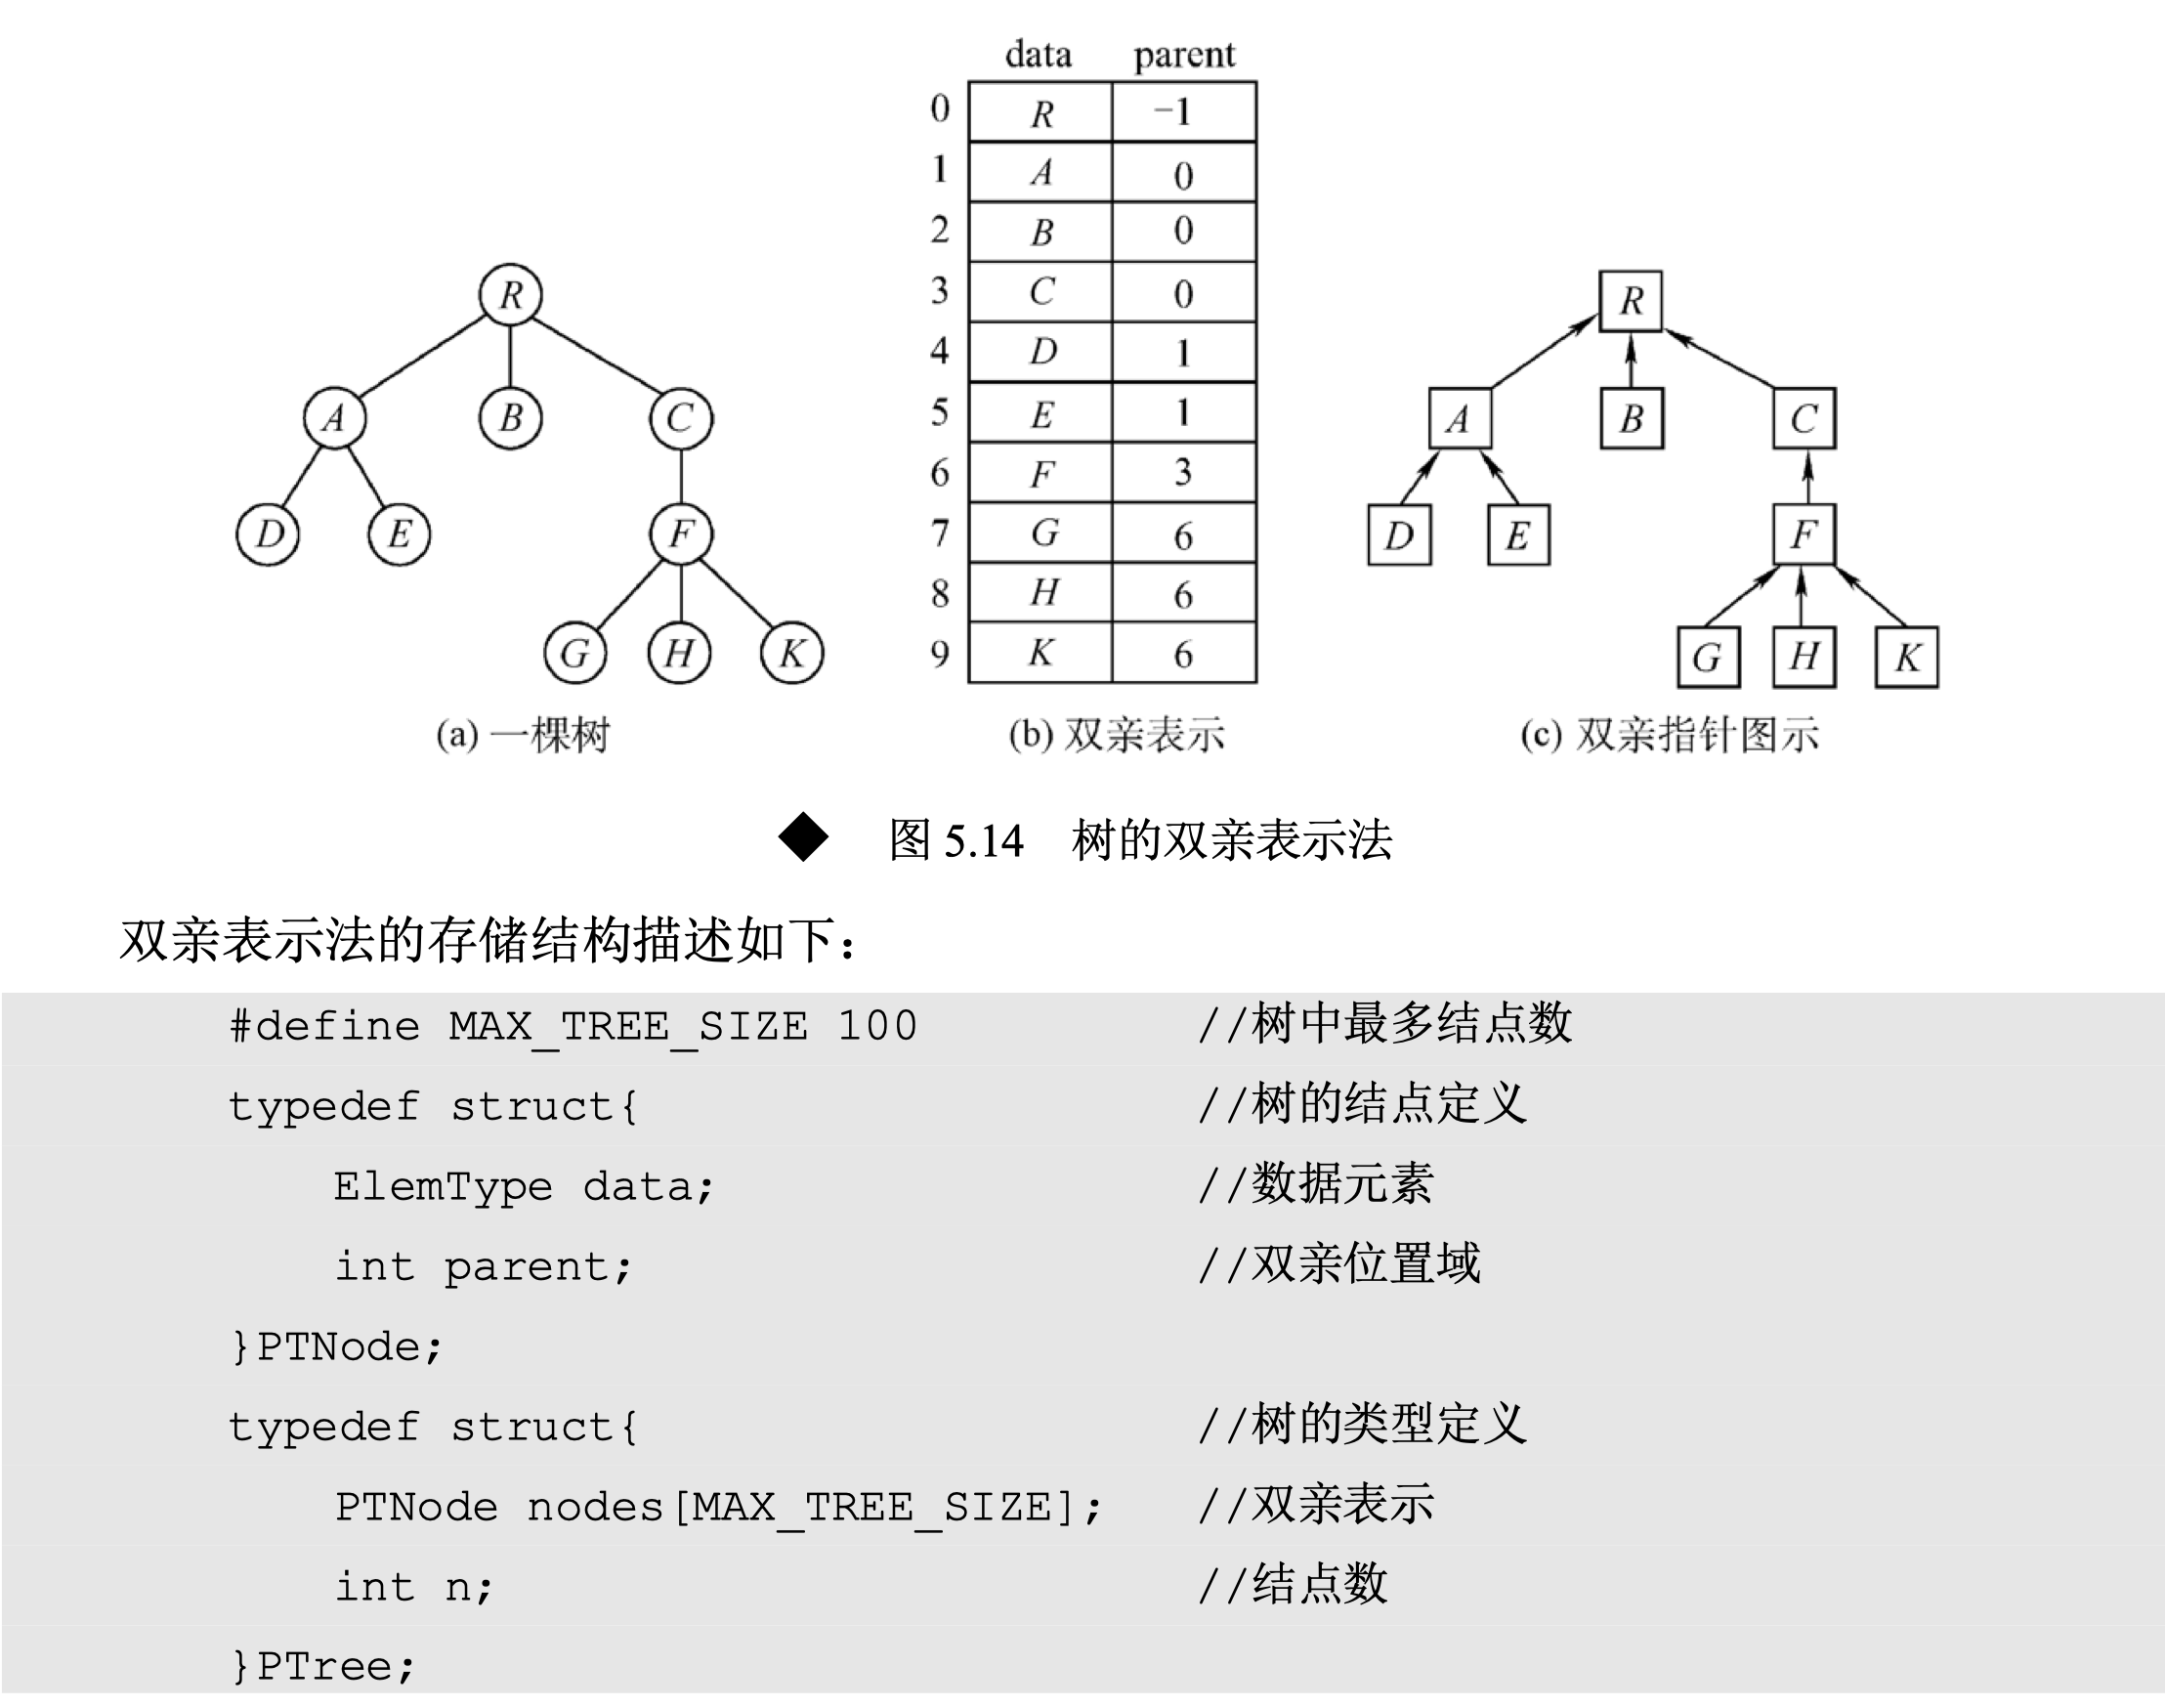 R
A B C
D E F
G H K
(a) 一棵树
data parent
0 R −1
1 A 0
2 B 0
3 C 0
4 D 1
5 E 1
6 F 3
7 G 6
8 H 6
9 K 6
(b) 双亲表示
R
A B C
D E F
G H K
(c) 双亲指针图示
◆ 图 5.14 树的双亲表示法
双亲表示法的存储结构描述如下：
#define MAX_TREE_SIZE 100 //树中最多结点数
typedef struct{ //树的结点定义
ElemType data; //数据元素
int parent; //双亲位置域
}PTNode;
typedef struct{ //树的类型定义
PTNode nodes[MAX_TREE_SIZE]; //双亲表示
int n; //结点数
}PTree;